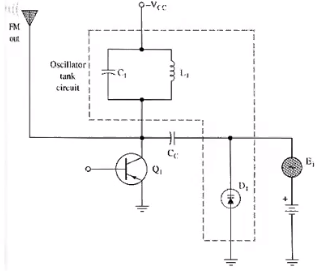 -VCC
FM
out
Oscillator
tank
circuit
C1
L1
CC
Q1
D1
E1
+